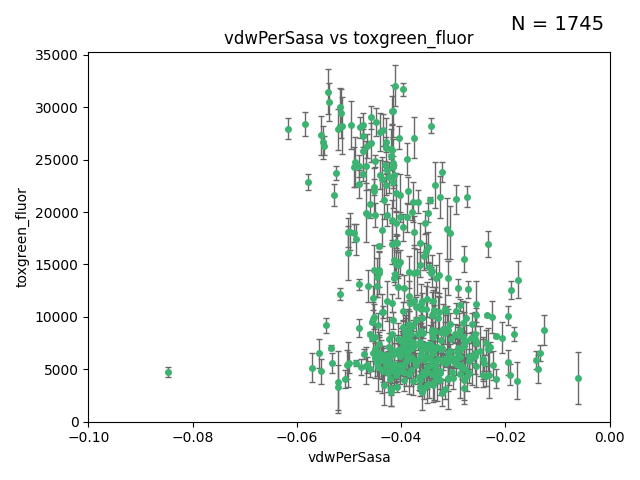 N = 1745
vdwPerSasa vs toxgreen_fluor
35000
30000
25000
20000
15000
10000
5000
0
toxgreen_fluor
−0.10 −0.08 −0.06 −0.04 −0.02 0.00
vdwPerSasa